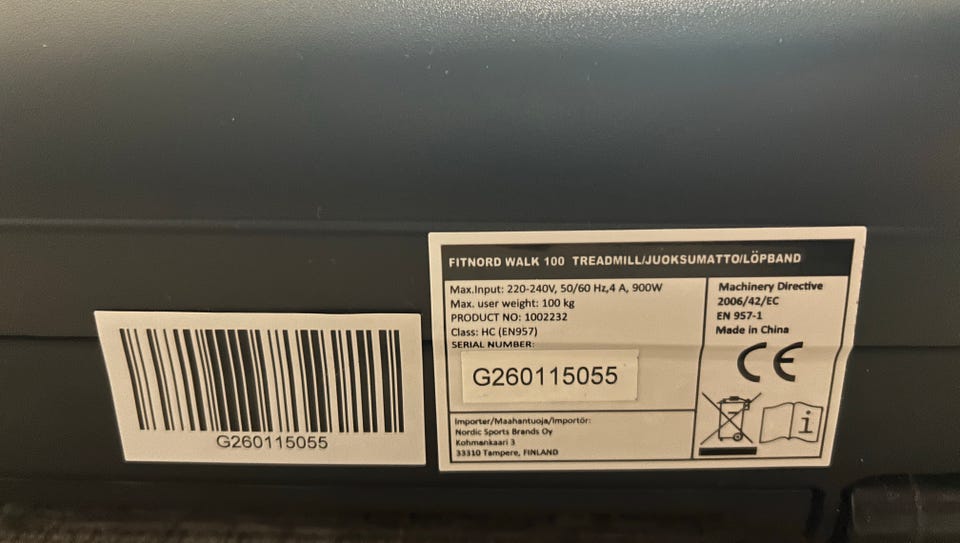 G260115055
FITNORD WALK 100 TREADMILL/JUOKSUMATTO/LÖPBAND
Max.Input: 220-240V, 50/60 Hz,4 A, 900W
Max. user weight: 100 kg
PRODUCT NO: 1002232
Class: HC (EN957)
SERIAL NUMBER:
G260115055
Importer/Maahantuoja/Importör:
Nordic Sports Brands Oy
Kohmankaari 3
33310 Tampere, FINLAND
Machinery Directive
2006/42/EC
EN 957-1
Made in China
CE
i